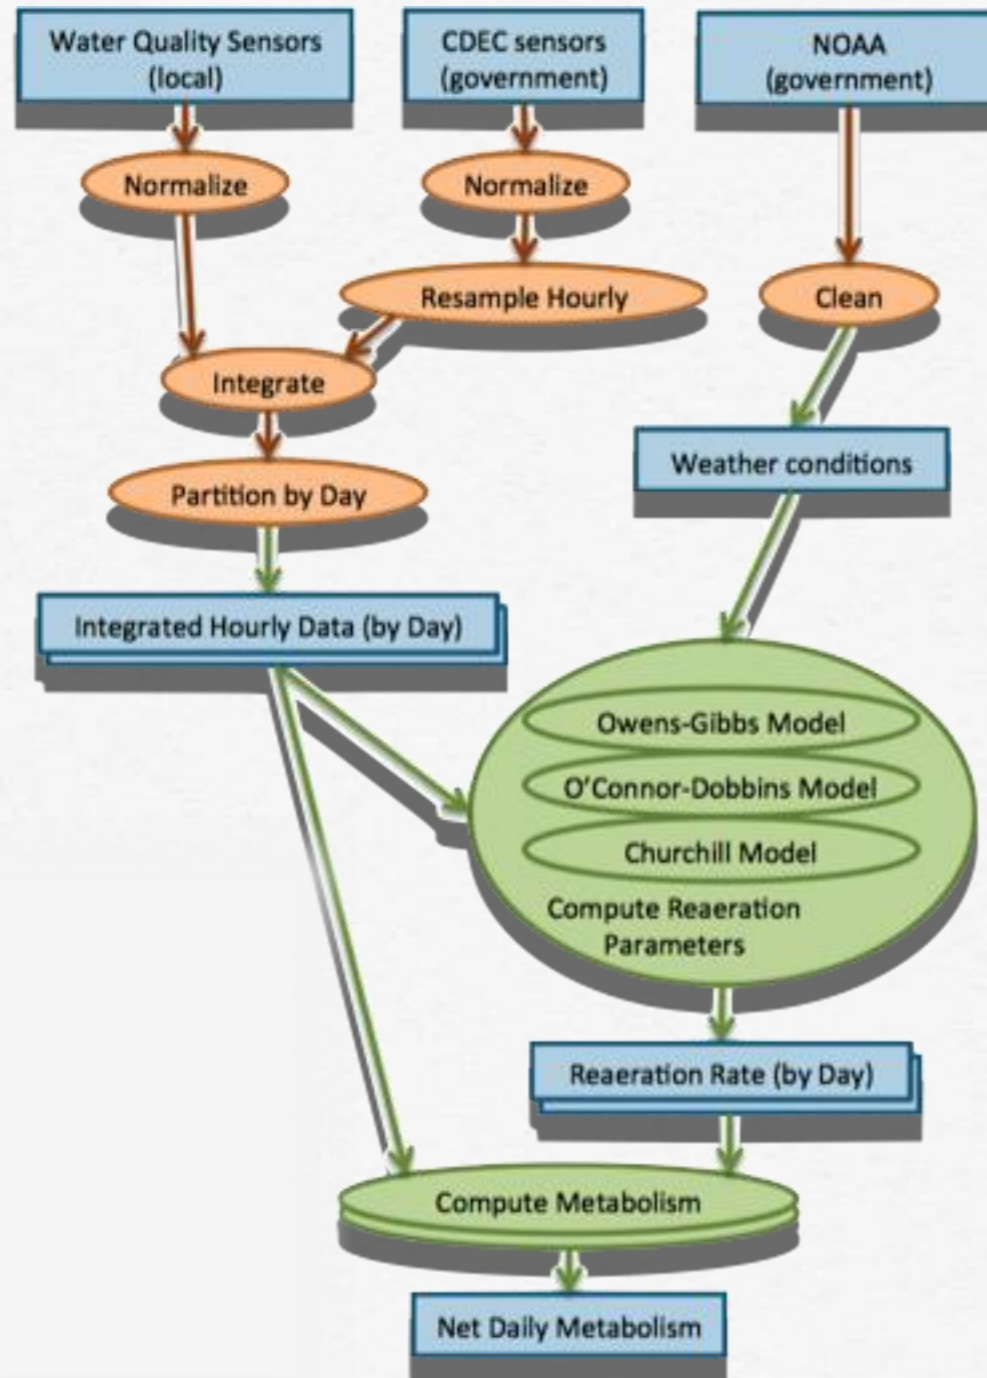 Water Quality Sensors
(local)
CDEC sensors
(government)
NOAA
(government)
Normalize
Normalize
Resample Hourly
Clean
Integrate
Weather conditions
Partition by Day
Integrated Hourly Data (by Day)
Owens-Gibbs Model
O'Connor-Dobbins Model
Churchill Model
Compute Reaeration
Parameters
Reaeration Rate (by Day)
Compute Metabolism
Net Daily Metabolism